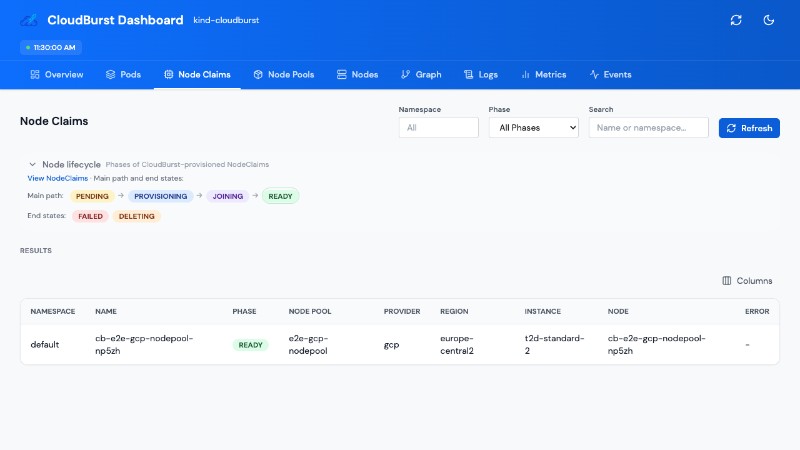 CloudBurst Dashboard kind-cloudburst
11:30:00 AM
Overview Pods Node Claims Node Pools Nodes Graph Logs Metrics Events
Node Claims
Namespace Phase Search
All All Phases Name or namespace... Refresh
Node lifecycle Phases of CloudBurst-provisioned NodeClaims
View NodeClaims · Main path and end states:
Main path: PENDING → PROVISIONING → JOINING → READY
End states: FAILED DELETING
RESULTS
Columns
NAMESPACE NAME PHASE NODE POOL PROVIDER REGION INSTANCE NODE ERROR
default cb-e2e-gcp-nodepool-np5zh READY e2e-gcp-nodepool gcp europe-central2 t2d-standard-2 cb-e2e-gcp-nodepool-np5zh -